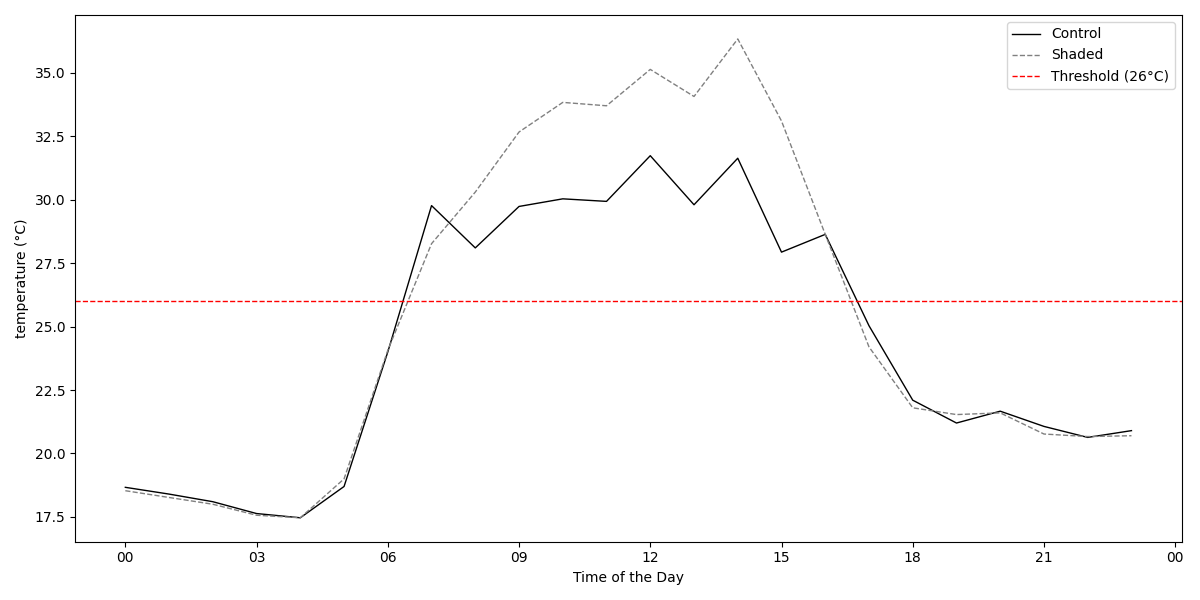 Control
Shaded
Threshold (26°C)
35.0
32.5
30.0
27.5
25.0
22.5
20.0
17.5
temperature (°C)
00 03 06 09 12 15 18 21 00
Time of the Day